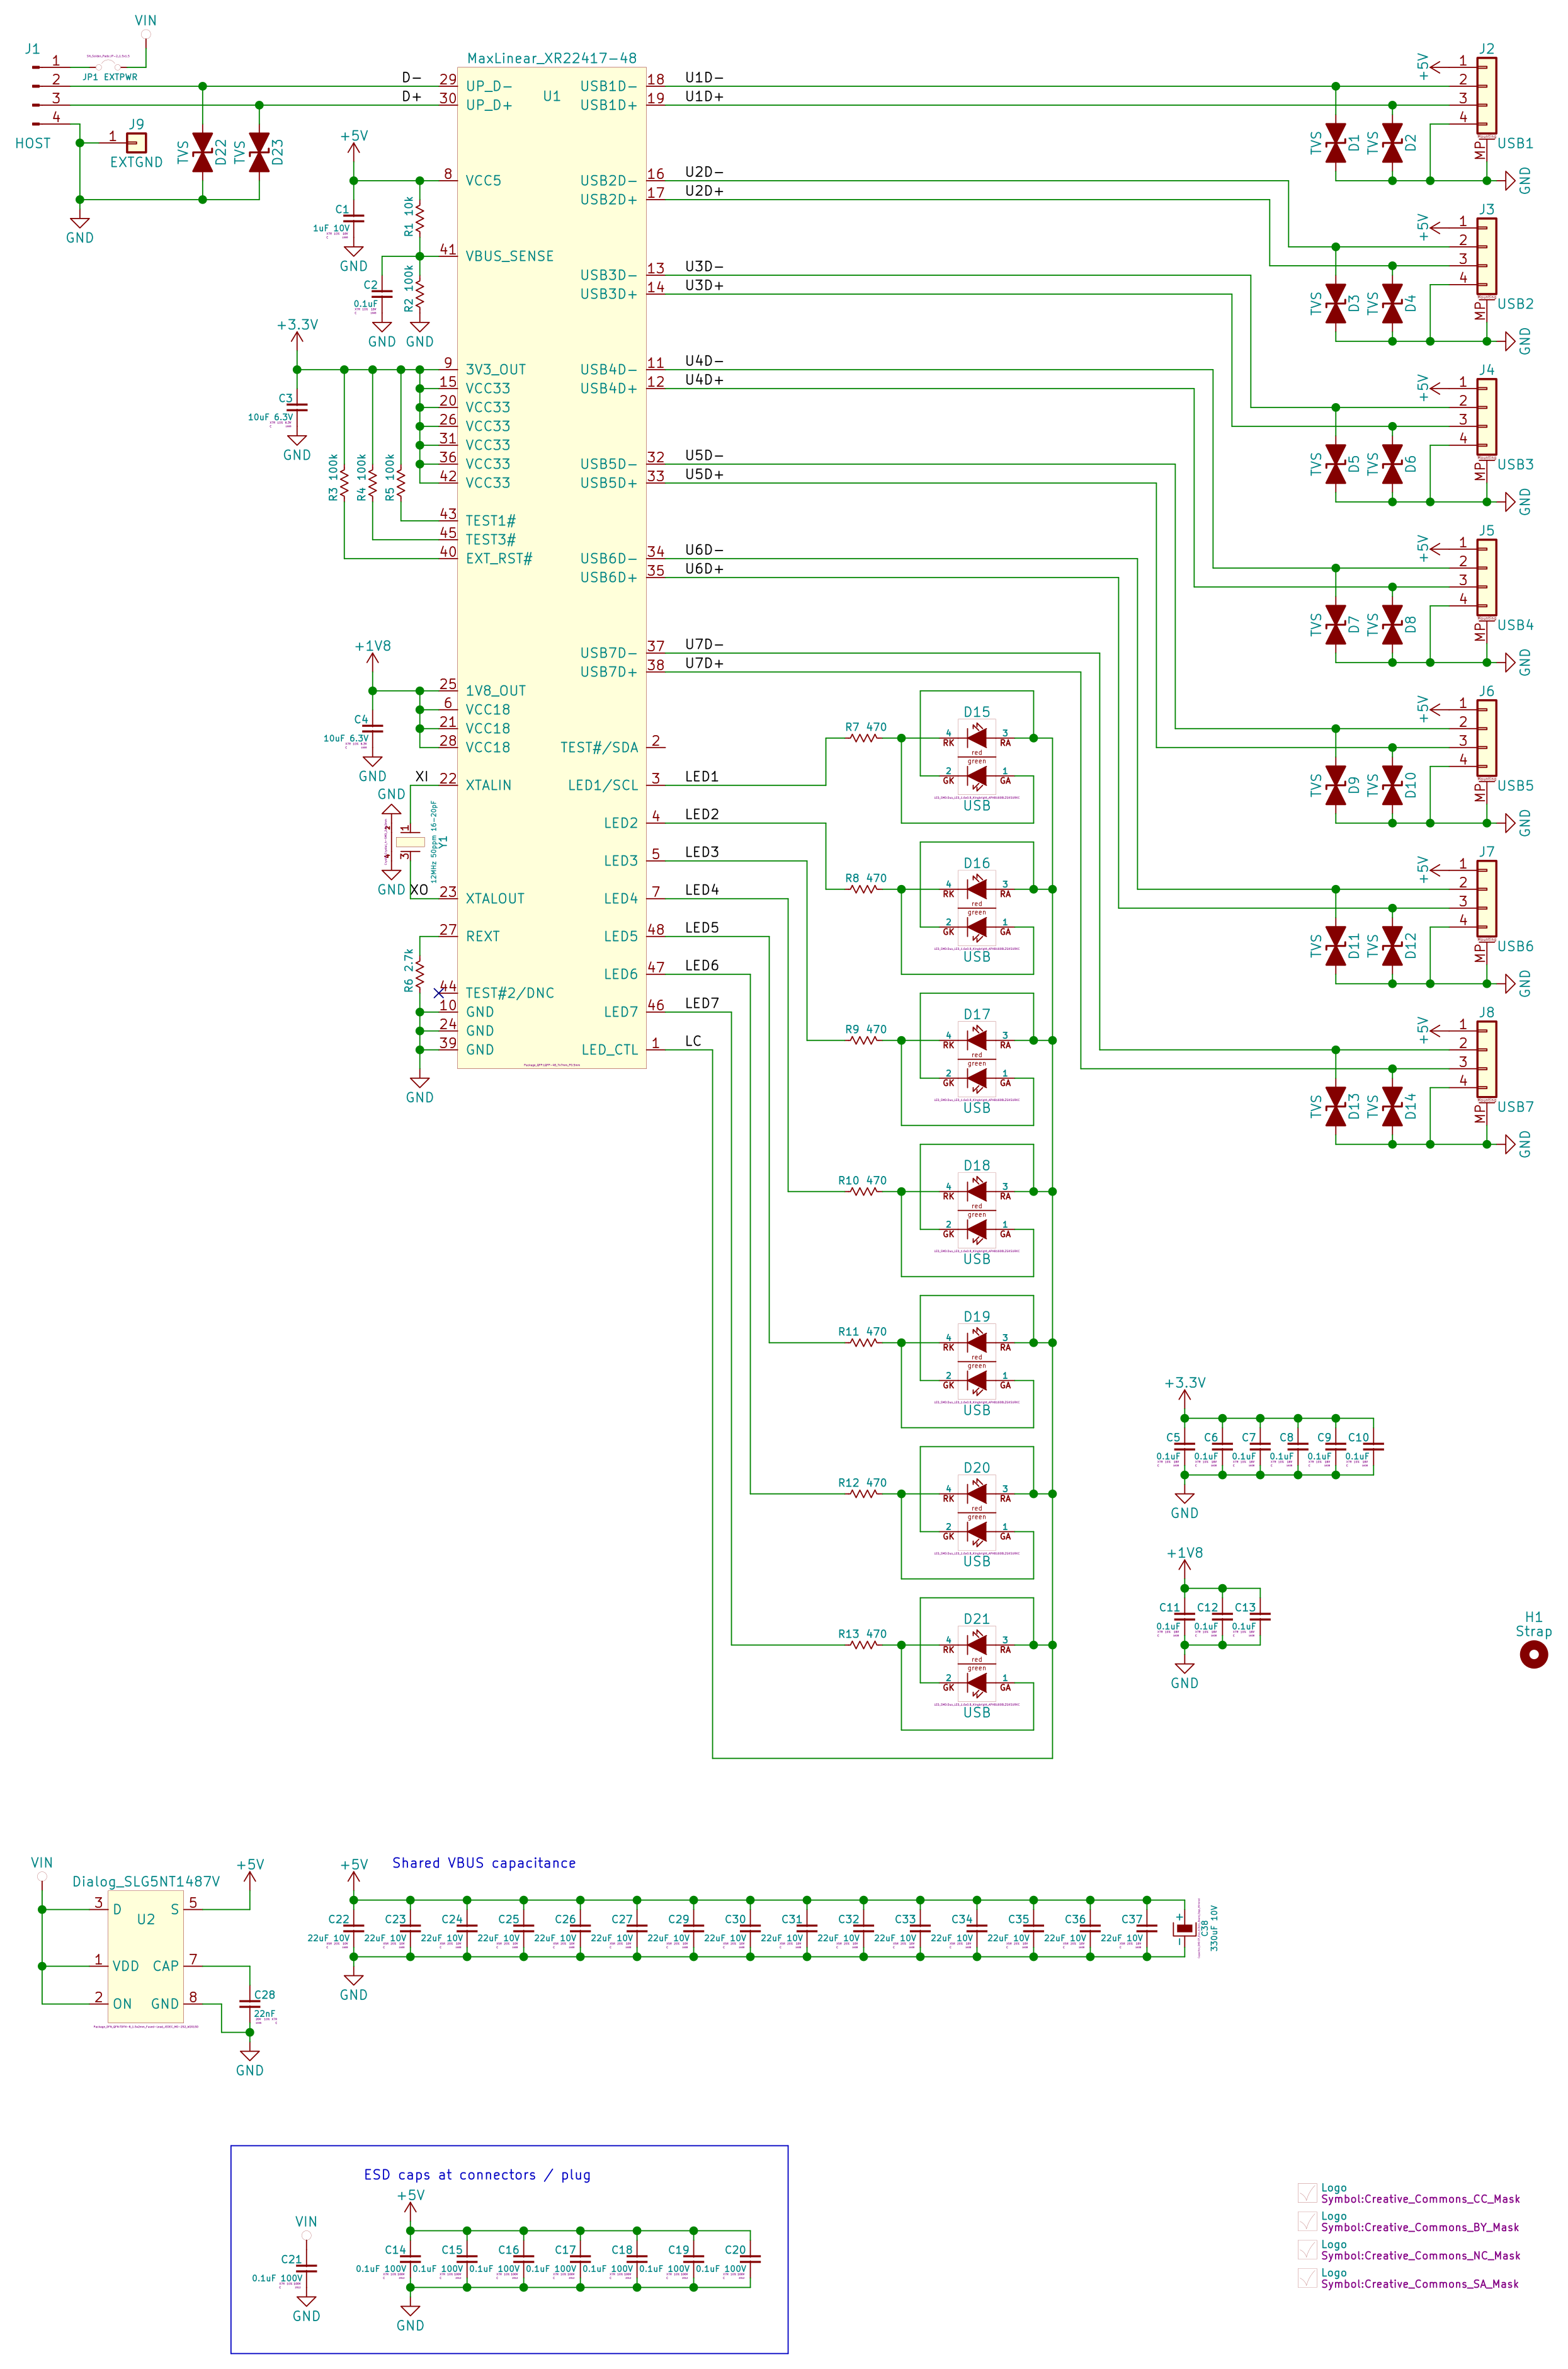 VIN
J1
JP1 EXTPWR
1
2
3
4
HOST
J9
1
EXTGND
TVS
D22
TVS
D23
GND
D-
D+
MaxLinear_XR22417-48
U1
29 UP_D-
30 UP_D+
8 VCC5
41 VBUS_SENSE
9 3V3_OUT
15 VCC33
20 VCC33
26 VCC33
31 VCC33
36 VCC33
42 VCC33
43 TEST1#
45 TEST3#
40 EXT_RST#
25 1V8_OUT
6 VCC18
21 VCC18
28 VCC18
22 XTALIN
23 XTALOUT
27 REXT
44 TEST#2/DNC
10 GND
24 GND
39 GND
USB1D- 18 U1D-
USB1D+ 19 U1D+
USB2D- 16 U2D-
USB2D+ 17 U2D+
USB3D- 13 U3D-
USB3D+ 14 U3D+
USB4D- 11 U4D-
USB4D+ 12 U4D+
USB5D- 32 U5D-
USB5D+ 33 U5D+
USB6D- 34 U6D-
USB6D+ 35 U6D+
USB7D- 37 U7D-
USB7D+ 38 U7D+
TEST#/SDA 2
LED1/SCL 3 LED1
LED2 4 LED2
LED3 5 LED3
LED4 7 LED4
LED5 48 LED5
LED6 47 LED6
LED7 46 LED7
LED_CTL 1 LC
+5V
C1
1uF 10V
GND
R1 10k
C2
0.1uF
GND
R2 100k
GND
+3.3V
C3
10uF 6.3V
GND
R3 100k
R4 100k
R5 100k
+1V8
C4
10uF 6.3V
GND
XI
GND
1
2
3
4
Y1
12MHz 50ppm 16-20pF
GND
XO
R6 2.7k
GND
J2
+5V
1
2
3
4
MP
USB1
TVS
D1
TVS
D2
GND
J3
+5V
1
2
3
4
MP
USB2
TVS
D3
TVS
D4
GND
J4
+5V
1
2
3
4
MP
USB3
TVS
D5
TVS
D6
GND
J5
+5V
1
2
3
4
MP
USB4
TVS
D7
TVS
D8
GND
J6
+5V
1
2
3
4
MP
USB5
TVS
D9
TVS
D10
GND
J7
+5V
1
2
3
4
MP
USB6
TVS
D11
TVS
D12
GND
J8
+5V
1
2
3
4
MP
USB7
TVS
D13
TVS
D14
GND
R7 470
D15
4 3
RK RA
red
green
2 1
GK GA
USB
R8 470
D16
4 3
RK RA
red
green
2 1
GK GA
USB
R9 470
D17
4 3
RK RA
red
green
2 1
GK GA
USB
R10 470
D18
4 3
RK RA
red
green
2 1
GK GA
USB
R11 470
D19
4 3
RK RA
red
green
2 1
GK GA
USB
R12 470
D20
4 3
RK RA
red
green
2 1
GK GA
USB
R13 470
D21
4 3
RK RA
red
green
2 1
GK GA
USB
+3.3V
C5 C6 C7 C8 C9 C10
0.1uF 0.1uF 0.1uF 0.1uF 0.1uF 0.1uF
GND
+1V8
C11 C12 C13
0.1uF 0.1uF 0.1uF
GND
H1
Strap
VIN
Dialog_SLG5NT1487V
U2
3 D S 5
1 VDD CAP 7
2 ON GND 8
+5V
C28
22nF
GND
Shared VBUS capacitance
+5V
C22 C23 C24 C25 C26 C27 C29 C30 C31 C32 C33 C34 C35 C36 C37
22uF 10V 22uF 10V 22uF 10V 22uF 10V 22uF 10V 22uF 10V 22uF 10V 22uF 10V 22uF 10V 22uF 10V 22uF 10V 22uF 10V 22uF 10V 22uF 10V 22uF 10V
C38
330uF 10V
GND
ESD caps at connectors / plug
VIN
C21
0.1uF 100V
GND
+5V
C14 C15 C16 C17 C18 C19 C20
0.1uF 100V 0.1uF 100V 0.1uF 100V 0.1uF 100V 0.1uF 100V 0.1uF 100V 0.1uF 100V
GND
Logo
Symbol:Creative_Commons_CC_Mask
Logo
Symbol:Creative_Commons_BY_Mask
Logo
Symbol:Creative_Commons_NC_Mask
Logo
Symbol:Creative_Commons_SA_Mask